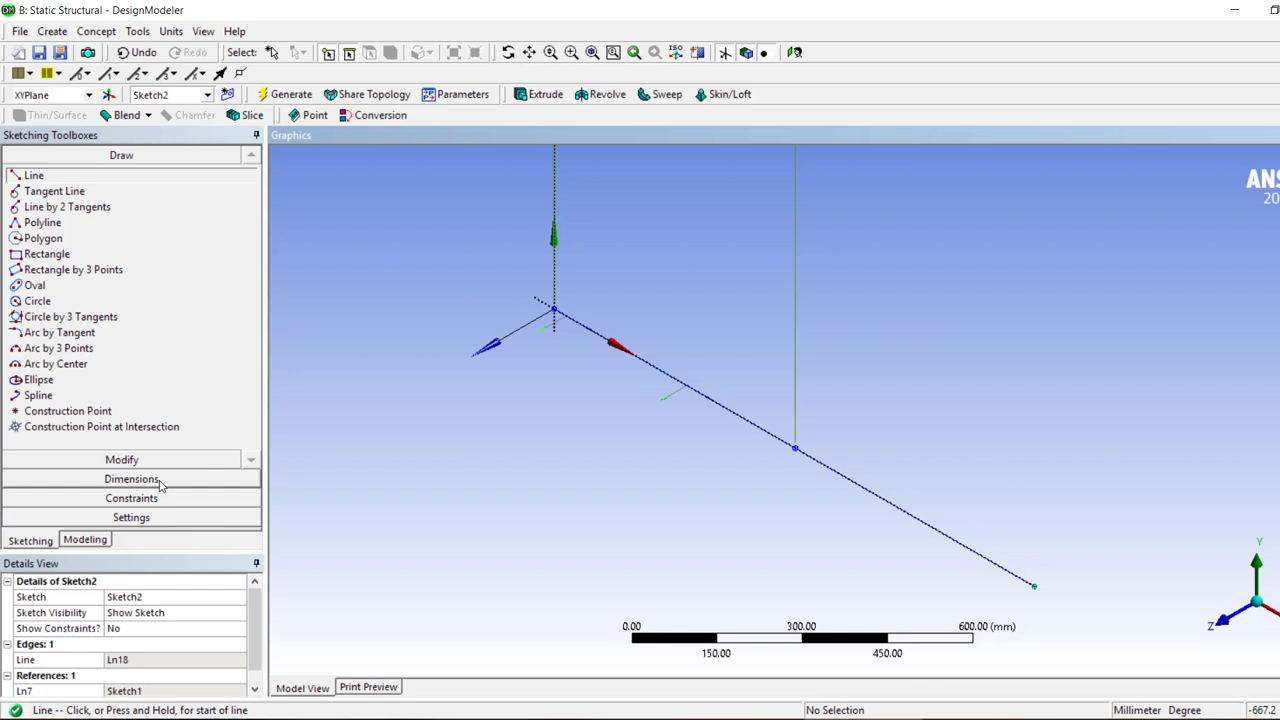 B: Static Structural - DesignModeler
File Create Concept Tools Units View Help
Undo Redo Select:
XYPlane Sketch2 Generate Share Topology Parameters Extrude Revolve Sweep Skin/Loft
Thin/Surface Blend Chamfer Slice Point Conversion
Sketching Toolboxes
Graphics
Draw
Line
Tangent Line
Line by 2 Tangents
Polyline
Polygon
Rectangle
Rectangle by 3 Points
Oval
Circle
Circle by 3 Tangents
Arc by Tangent
Arc by 3 Points
Arc by Center
Ellipse
Spline
Construction Point
Construction Point at Intersection
Modify
Dimensions
Constraints
Settings
Sketching Modeling
Details View
Details of Sketch2
Sketch Sketch2
Sketch Visibility Show Sketch
Show Constraints? No
Edges: 1
Line Ln18
References: 1
Ln7 Sketch1
ANS
20
Y
Z
0.00 300.00 600.00 (mm)
150.00 450.00
Model View Print Preview
Line -- Click, or Press and Hold, for start of line No Selection Millimeter Degree -667.2